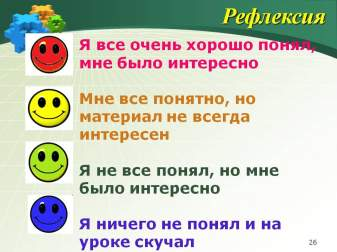 Рефлексия
Я все очень хорошо понял,
мне было интересно
Мне все понятно, но
материал не всегда
интересен
Я не все понял, но мне
было интересно
Я ничего не понял и на
уроке скучал
26